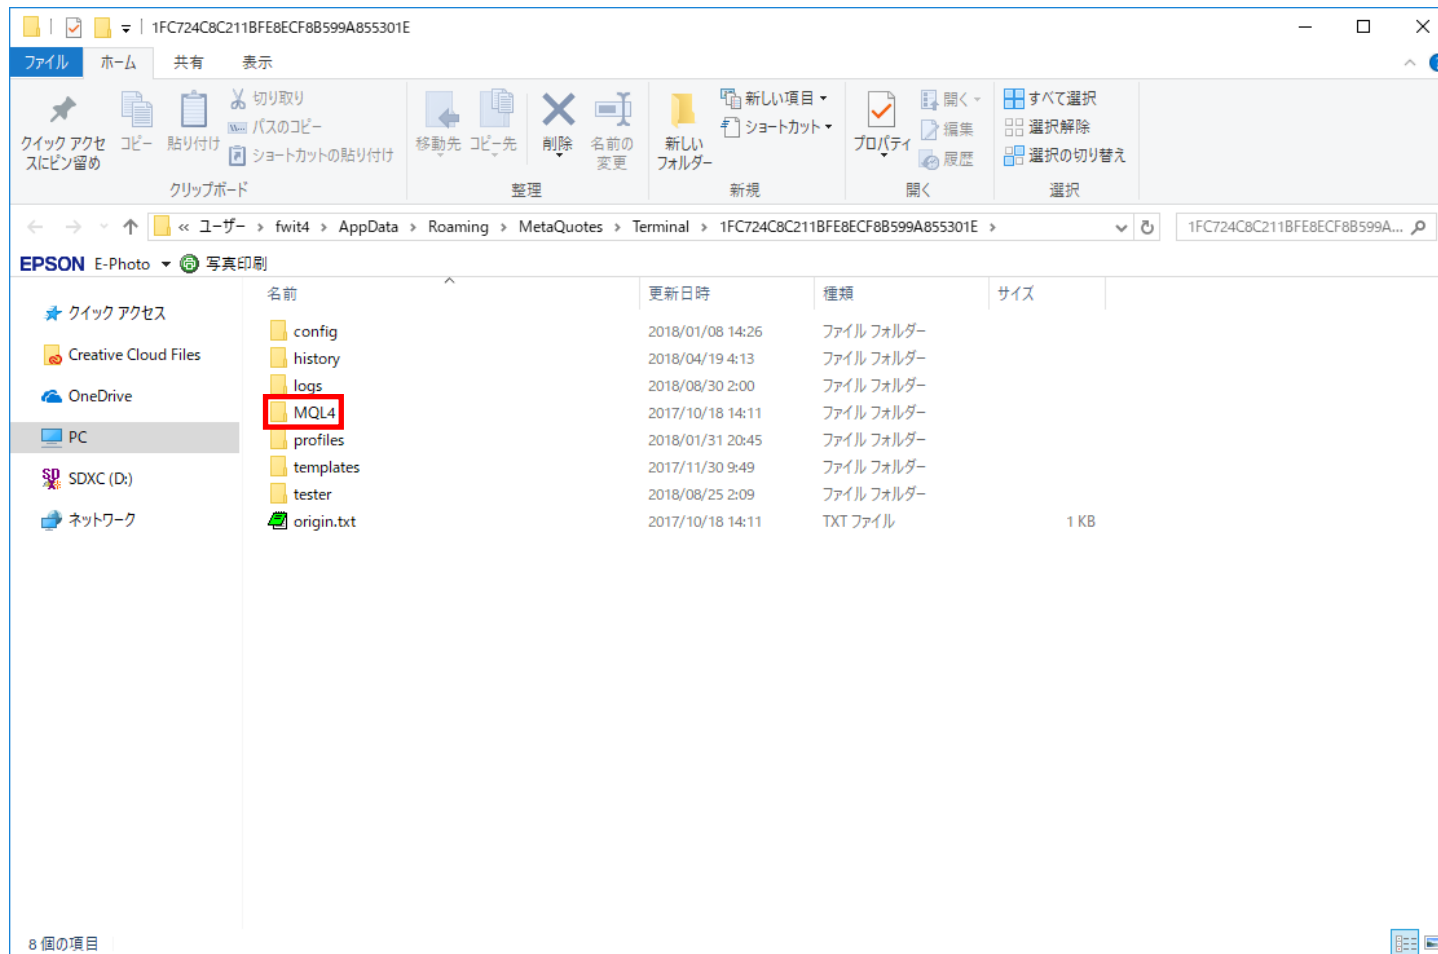 1FC724C8C211BFE8ECF8B599A855301E
ファイル ホーム 共有 表示
クイック アクセスにピン留め
コピー
貼り付け
切り取り
パスのコピー
ショートカットの貼り付け
クリップボード
移動先
コピー先
削除
名前の変更
整理
新しいフォルダー
新しい項目
ショートカット
新規
プロパティ
開く
編集
履歴
開く
すべて選択
選択解除
選択の切り替え
選択
« ユーザー › fwit4 › AppData › Roaming › MetaQuotes › Terminal › 1FC724C8C211BFE8ECF8B599A855301E ›
1FC724C8C211BFE8ECF8B599A...
EPSON E-Photo 写真印刷
クイック アクセス
Creative Cloud Files
OneDrive
PC
SDXC (D:)
ネットワーク
名前 更新日時 種類 サイズ
config 2018/01/08 14:26 ファイル フォルダー
history 2018/04/19 4:13 ファイル フォルダー
logs 2018/08/30 2:00 ファイル フォルダー
MQL4 2017/10/18 14:11 ファイル フォルダー
profiles 2018/01/31 20:45 ファイル フォルダー
templates 2017/11/30 9:49 ファイル フォルダー
tester 2018/08/25 2:09 ファイル フォルダー
origin.txt 2017/10/18 14:11 TXT ファイル 1 KB
8 個の項目